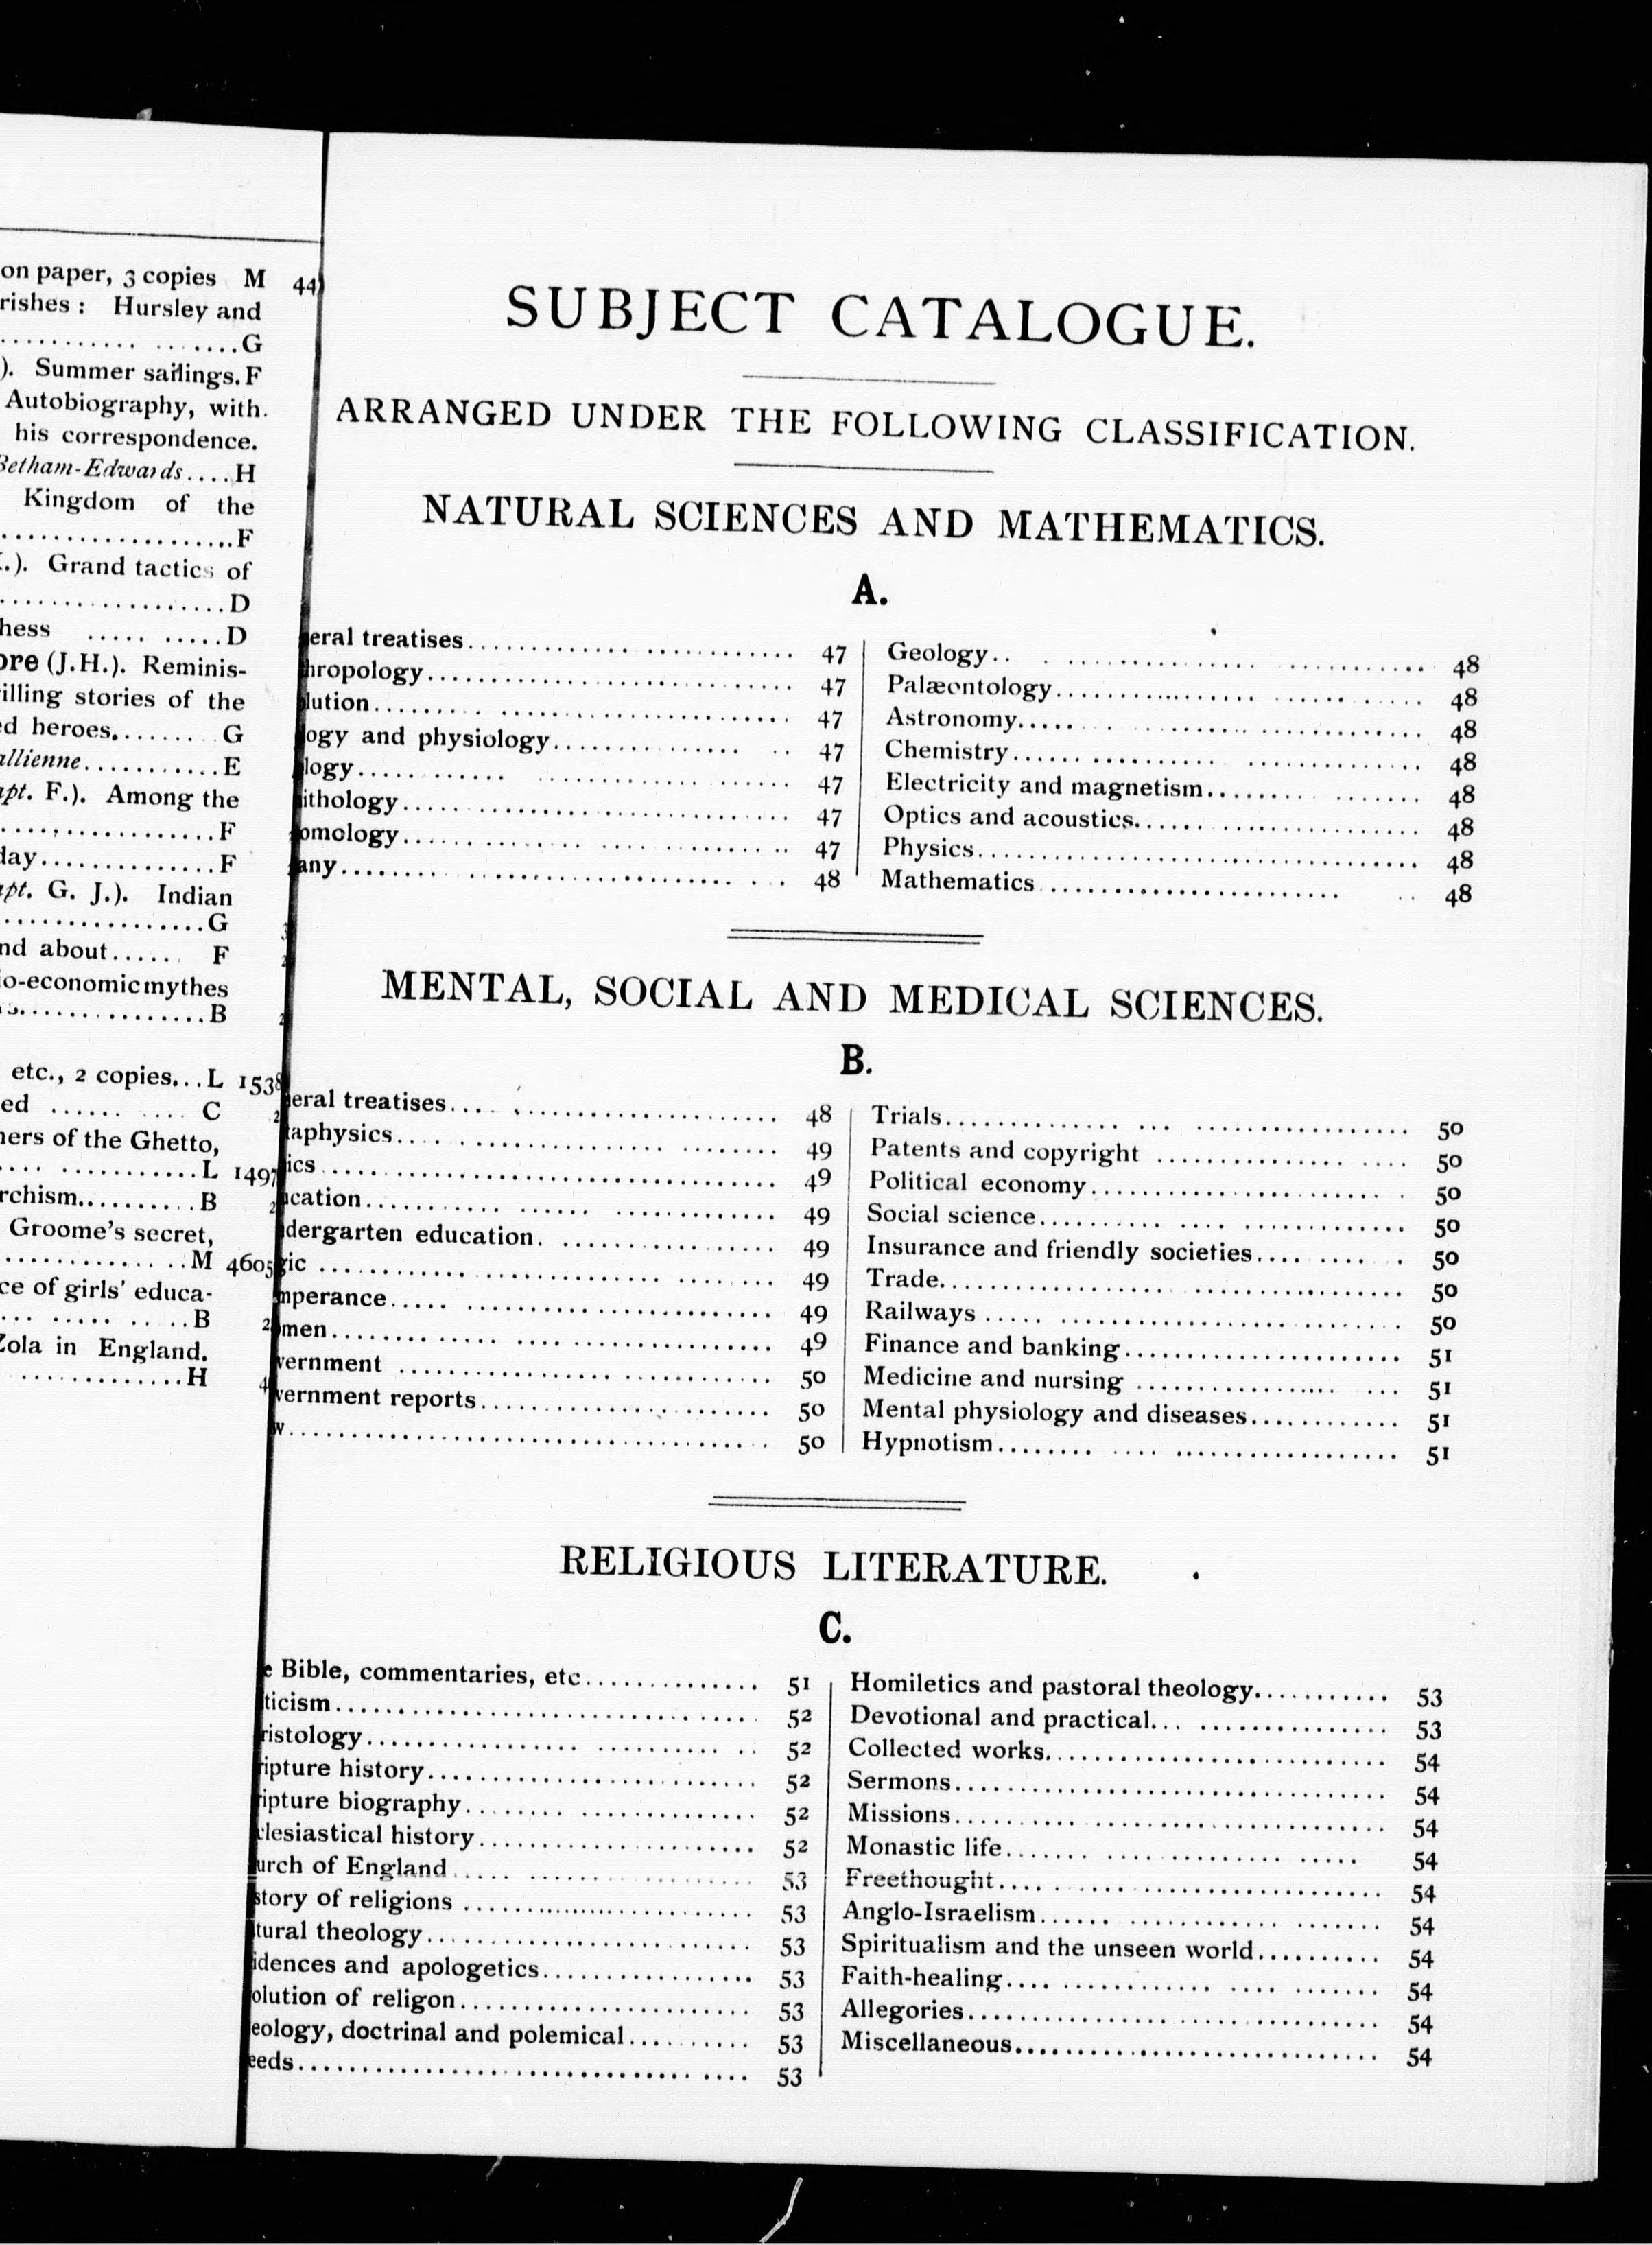 on paper, 3 copies M 44
rishes : Hursley and
...................G
). Summer sailings. F
Autobiography, with
his correspondence.
Betham-Edwards....H
Kingdom of the
...................F
.). Grand tactics of
...................D
hess ..... .....D
ore (J.H.). Reminis-
illing stories of the
d heroes........ G
allienne...........E
apt. F.). Among the
...................F
day..............F
apt. G. J.). Indian
...................G
nd about...... F
io-economic mythes
...................B
etc., 2 copies...L 1538
ed ...... .... C
ners of the Ghetto,
.... ...........L 1497
rchism..........B
Groome's secret,
................M 4605
ce of girls' educa-
... ..... .....B
Zola in England.
................H
SUBJECT CATALOGUE.
ARRANGED UNDER THE FOLLOWING CLASSIFICATION.
NATURAL SCIENCES AND MATHEMATICS.
A.
eral treatises.......................... 47
hropology.............................. 47
lution................................. 47
ogy and physiology..................... 47
logy................................... 47
ithology............................... 47
omology................................ 47
any.................................... 48
Geology................................ 48
Palæontology........................... 48
Astronomy.............................. 48
Chemistry.............................. 48
Electricity and magnetism.............. 48
Optics and acoustics................... 48
Physics................................ 48
Mathematics............................ 48
MENTAL, SOCIAL AND MEDICAL SCIENCES.
B.
eral treatises......................... 48
taphysics.............................. 49
ics.................................... 49
ucation................................ 49
dergarten education.................... 49
gic.................................... 49
mperance............................... 49
omen................................... 49
vernment............................... 50
vernment reports....................... 50
w...................................... 50
Trials................................. 50
Patents and copyright.................. 50
Political economy...................... 50
Social science......................... 50
Insurance and friendly societies....... 50
Trade.................................. 50
Railways............................... 50
Finance and banking.................... 51
Medicine and nursing................... 51
Mental physiology and diseases......... 51
Hypnotism.............................. 51
RELIGIOUS LITERATURE.
C.
e Bible, commentaries, etc............. 51
ticism................................. 52
ristology.............................. 52
ripture history........................ 52
ripture biography...................... 52
clesiastical history................... 52
urch of England........................ 53
story of religions..................... 53
tural theology......................... 53
idences and apologetics................ 53
olution of religon..................... 53
eology, doctrinal and polemical........ 53
eeds................................... 53
Homiletics and pastoral theology....... 53
Devotional and practical............... 53
Collected works........................ 54
Sermons................................ 54
Missions............................... 54
Monastic life.......................... 54
Freethought............................ 54
Anglo-Israelism........................ 54
Spiritualism and the unseen world...... 54
Faith-healing.......................... 54
Allegories............................. 54
Miscellaneous.......................... 54